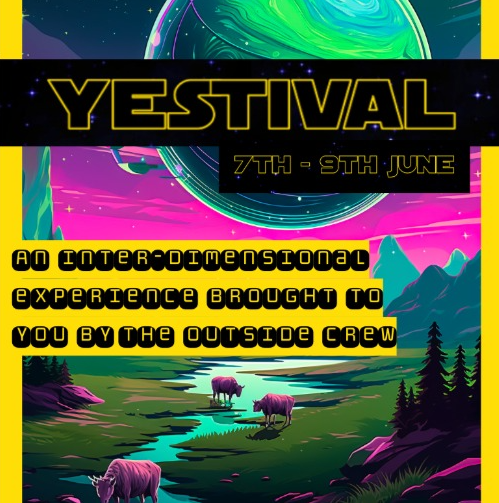 YESTIVAL
7TH - 9TH JUNE
AN INTER-DIMENSIONAL
EXPERIENCE BROUGHT TO
YOU BY THE OUTSIDE CREW